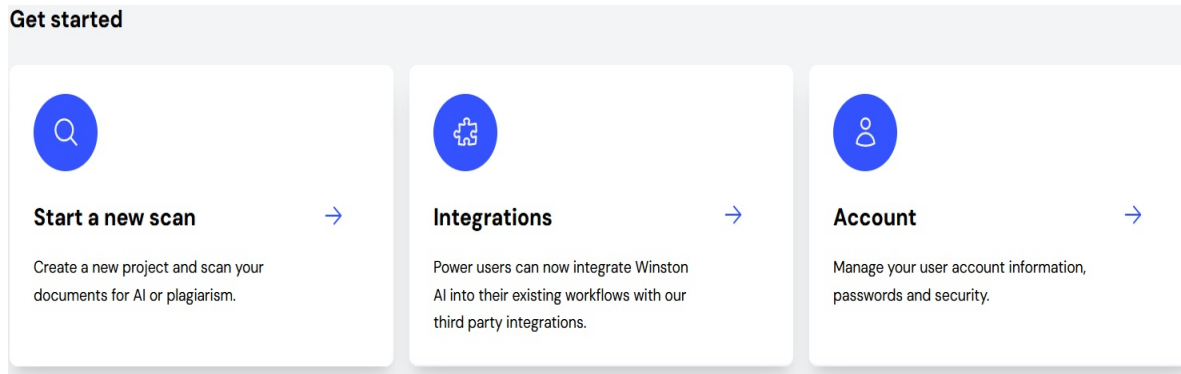 Get started
Start a new scan
Create a new project and scan your
documents for AI or plagiarism.
Integrations
Power users can now integrate Winston
AI into their existing workflows with our
third party integrations.
Account
Manage your user account information,
passwords and security.